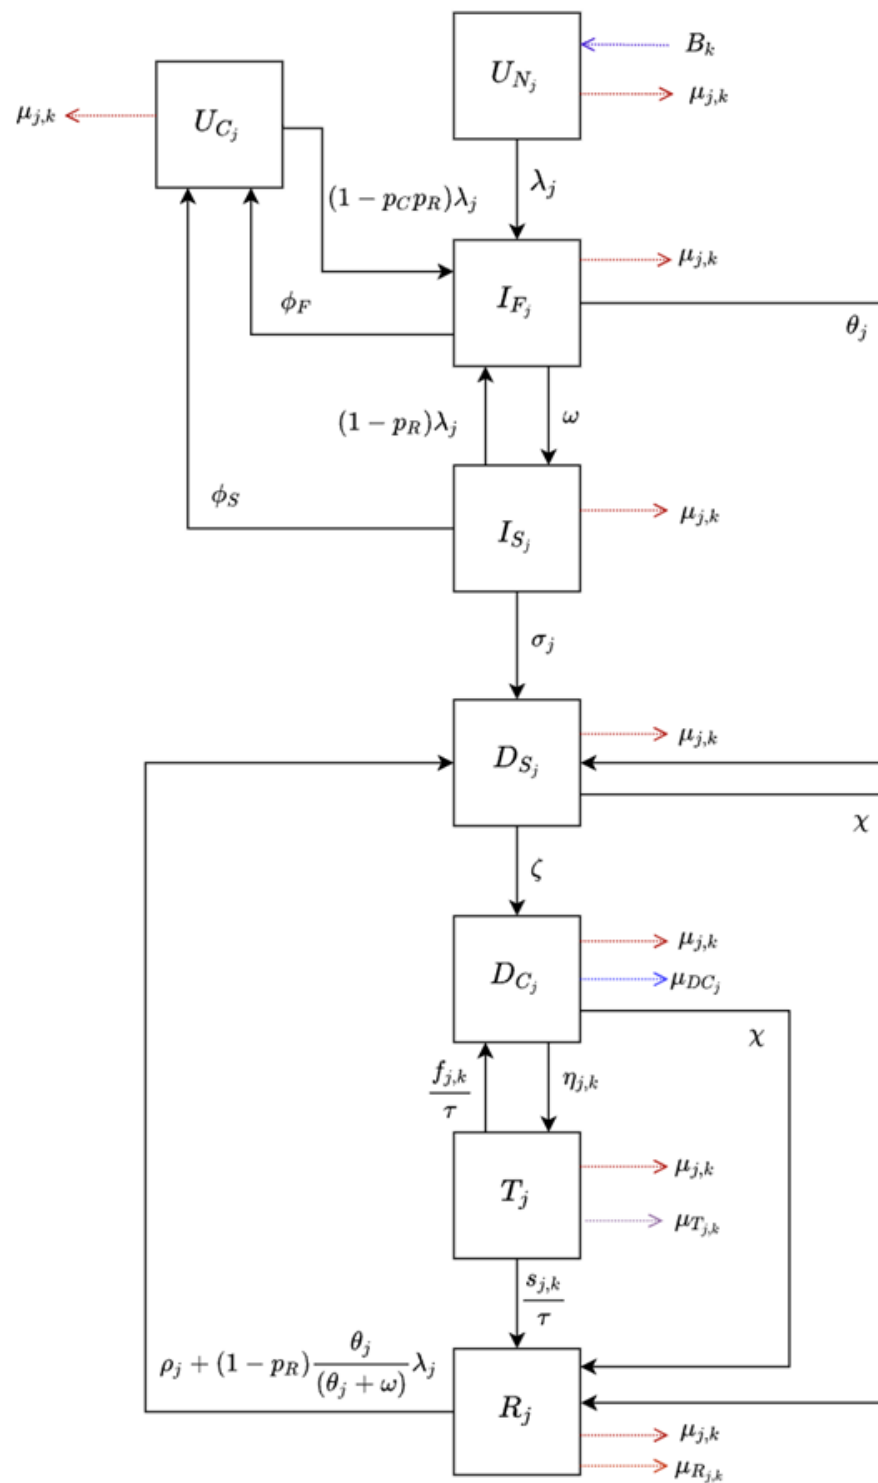 B_k
U_{N_j}
μ_{j,k}
μ_{j,k}
U_{C_j}
λ_j
(1 − p_C p_R)λ_j
μ_{j,k}
I_{F_j}
ϕ_F
θ_j
(1 − p_R)λ_j
ω
ϕ_S
I_{S_j}
μ_{j,k}
σ_j
μ_{j,k}
D_{S_j}
χ
ζ
μ_{j,k}
D_{C_j}
μ_{DC_j}
χ
f_{j,k}/τ
η_{j,k}
μ_{j,k}
T_j
μ_{T_{j,k}}
s_{j,k}/τ
ρ_j + (1 − p_R) θ_j/(θ_j + ω) λ_j
R_j
μ_{j,k}
μ_{R_{j,k}}